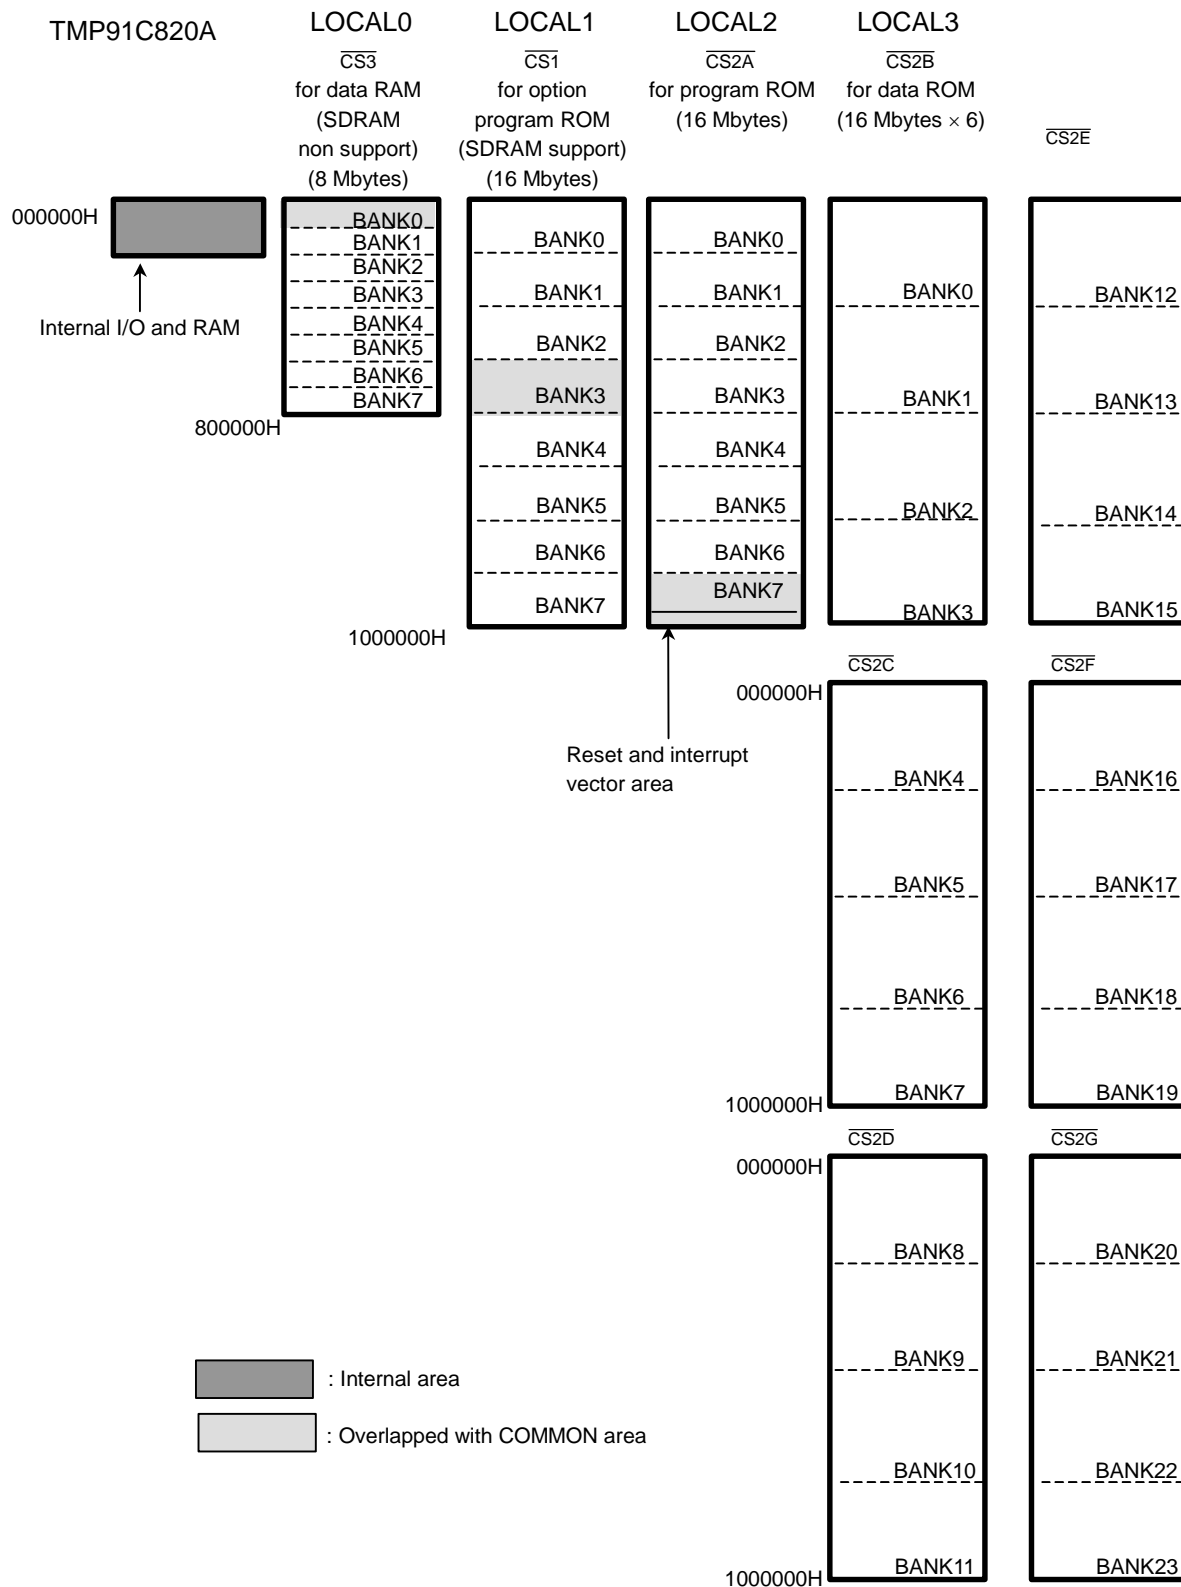 TMP91C820A
LOCAL0
CS3
for data RAM
(SDRAM
non support)
(8 Mbytes)
LOCAL1
CS1
for option
program ROM
(SDRAM support)
(16 Mbytes)
LOCAL2
CS2A
for program ROM
(16 Mbytes)
LOCAL3
CS2B
for data ROM
(16 Mbytes × 6)
CS2E
000000H
Internal I/O and RAM
BANK0
BANK1
BANK2
BANK3
BANK4
BANK5
BANK6
BANK7
800000H
BANK0
BANK1
BANK2
BANK3
BANK4
BANK5
BANK6
BANK7
1000000H
BANK0
BANK1
BANK2
BANK3
BANK4
BANK5
BANK6
BANK7
Reset and interrupt
vector area
BANK0
BANK1
BANK2
BANK3
BANK12
BANK13
BANK14
BANK15
CS2C
000000H
BANK4
BANK5
BANK6
BANK7
1000000H
CS2F
BANK16
BANK17
BANK18
BANK19
CS2D
000000H
BANK8
BANK9
BANK10
BANK11
1000000H
CS2G
BANK20
BANK21
BANK22
BANK23
: Internal area
: Overlapped with COMMON area